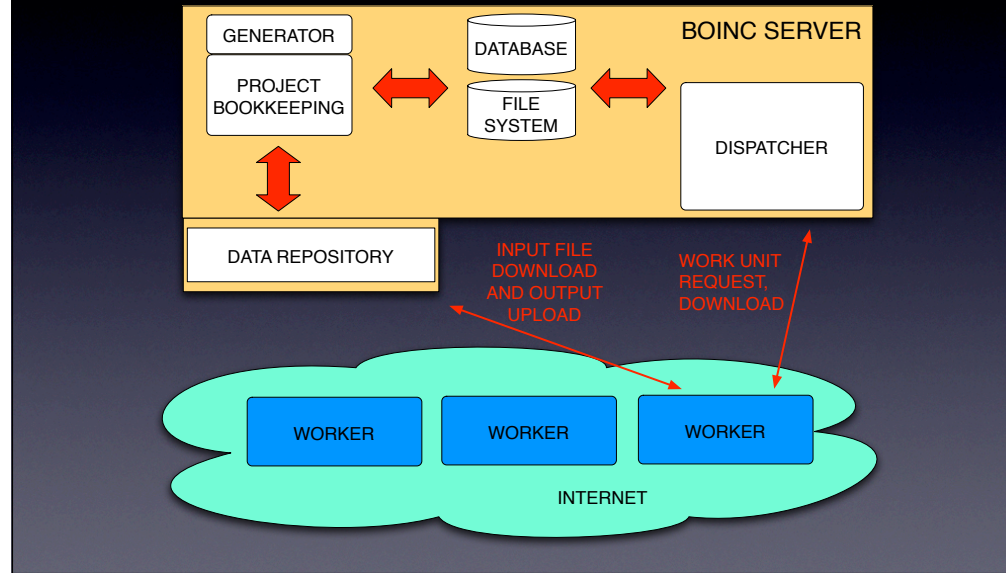 GENERATOR
PROJECT
BOOKKEEPING
DATABASE
FILE
SYSTEM
BOINC SERVER
DISPATCHER
DATA REPOSITORY
INPUT FILE
DOWNLOAD
AND OUTPUT
UPLOAD
WORK UNIT
REQUEST,
DOWNLOAD
WORKER
WORKER
WORKER
INTERNET